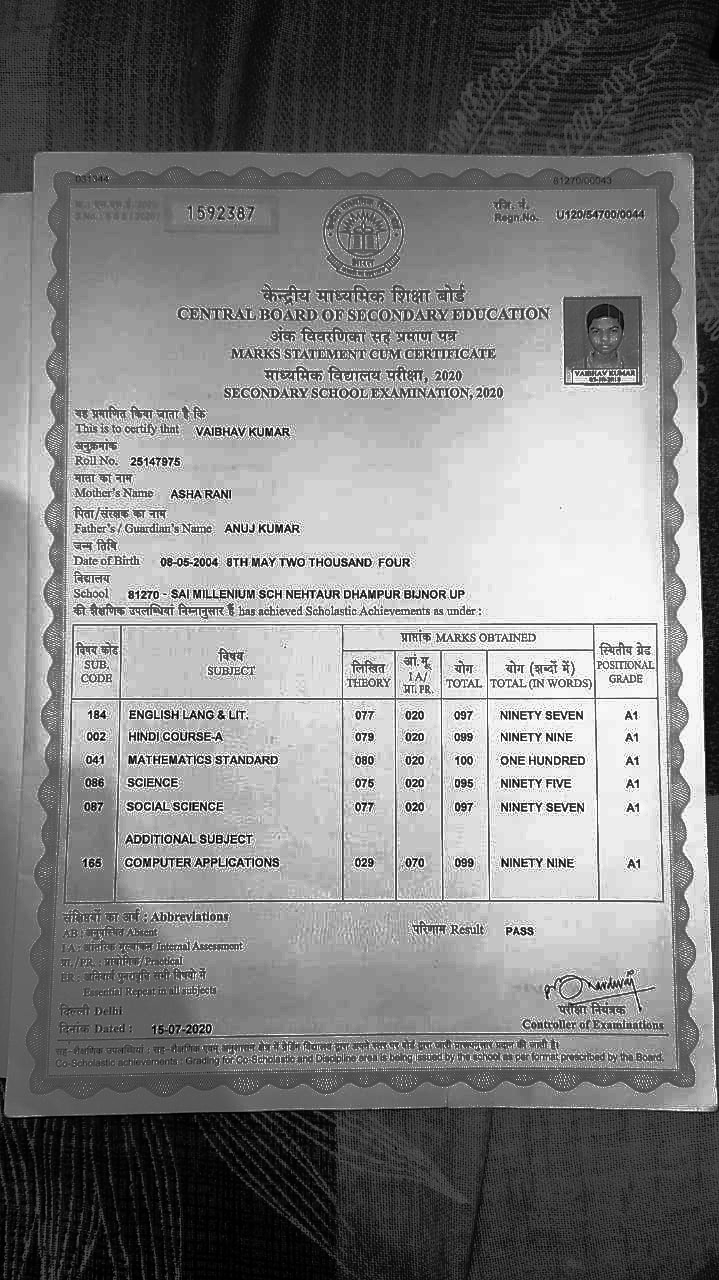 031344 81270/00043
1592387
रजि. नं.
Regn.No. U120/54700/0044
केन्द्रीय माध्यमिक शिक्षा बोर्ड
CENTRAL BOARD OF SECONDARY EDUCATION
अंक विवरणिका सह प्रमाण पत्र
MARKS STATEMENT CUM CERTIFICATE
माध्यमिक विद्यालय परीक्षा, 2020
SECONDARY SCHOOL EXAMINATION, 2020
VAIBHAV KUMAR
यह प्रमाणित किया जाता है कि
This is to certify that VAIBHAV KUMAR
अनुक्रमांक
Roll No. 25147975
माता का नाम
Mother's Name ASHA RANI
पिता/संरक्षक का नाम
Father's / Guardian's Name ANUJ KUMAR
जन्म तिथि
Date of Birth 08-05-2004 8TH MAY TWO THOUSAND FOUR
विद्यालय
School 81270 - SAI MILLENIUM SCH NEHTAUR DHAMPUR BIJNOR UP
की शैक्षणिक उपलब्धियां निम्नानुसार हैं has achieved Scholastic Achievements as under :
विषय कोड SUB. CODE विषय SUBJECT प्राप्तांक MARKS OBTAINED स्थितीय ग्रेड POSITIONAL GRADE
लिखित THEORY आं.मू. I A/ प्रा. PR. योग TOTAL योग (शब्दों में) TOTAL (IN WORDS)
184 ENGLISH LANG & LIT. 077 020 097 NINETY SEVEN A1
002 HINDI COURSE-A 079 020 099 NINETY NINE A1
041 MATHEMATICS STANDARD 080 020 100 ONE HUNDRED A1
086 SCIENCE 075 020 095 NINETY FIVE A1
087 SOCIAL SCIENCE 077 020 097 NINETY SEVEN A1
ADDITIONAL SUBJECT
165 COMPUTER APPLICATIONS 029 070 099 NINETY NINE A1
संक्षिप्तियों का अर्थ : Abbreviations
AB : अनुपस्थित Absent
परिणाम Result PASS
I A : आंतरिक मूल्यांकन Internal Assessment
प्रा. /PR. : प्रायोगिक/Practical
ER : अनिवार्य पुनरावृत्ति सभी विषयों में
Essential Repeat in all subjects
दिल्ली Delhi
परीक्षा नियंत्रक
दिनांक Dated : 15-07-2020 Controller of Examinations
Co-Scholastic achievements : Grading for Co-Scholastic and Discipline area is being issued by the school as per format prescribed by the Board.